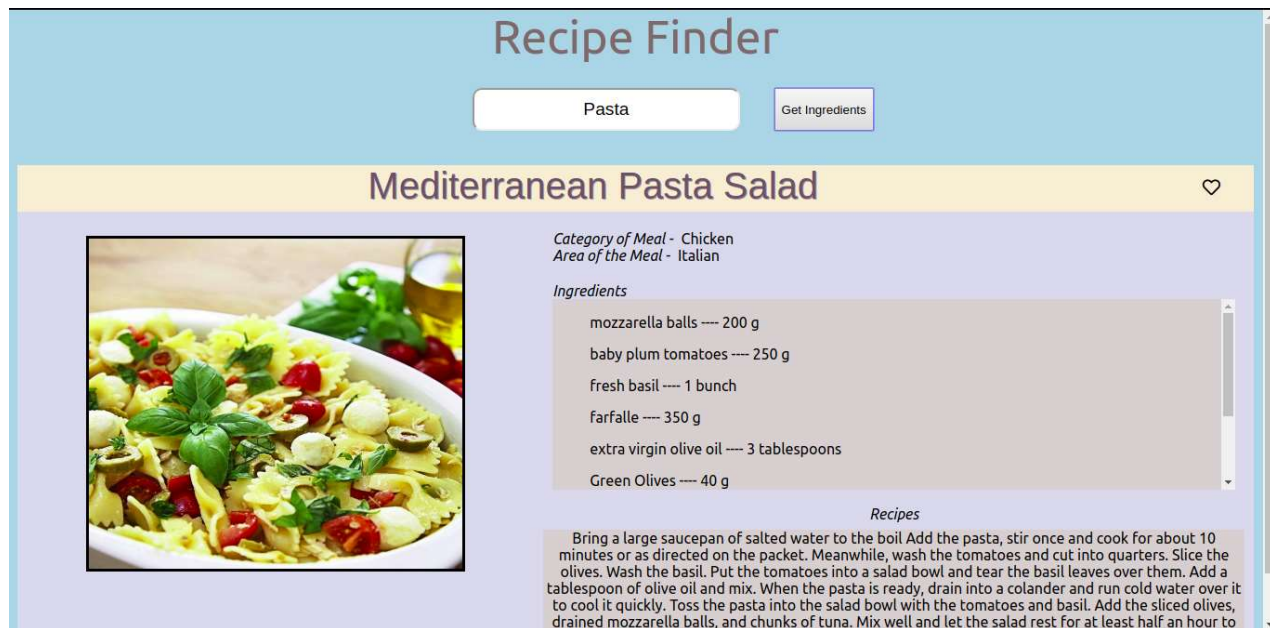 Recipe Finder
Pasta
Get Ingredients
Mediterranean Pasta Salad
Category of Meal - Chicken
Area of the Meal - Italian
Ingredients
mozzarella balls ---- 200 g
baby plum tomatoes ---- 250 g
fresh basil ---- 1 bunch
farfalle ---- 350 g
extra virgin olive oil ---- 3 tablespoons
Green Olives ---- 40 g
Recipes
Bring a large saucepan of salted water to the boil Add the pasta, stir once and cook for about 10
minutes or as directed on the packet. Meanwhile, wash the tomatoes and cut into quarters. Slice the
olives. Wash the basil. Put the tomatoes into a salad bowl and tear the basil leaves over them. Add a
tablespoon of olive oil and mix. When the pasta is ready, drain into a colander and run cold water over it
to cool it quickly. Toss the pasta into the salad bowl with the tomatoes and basil. Add the sliced olives,
drained mozzarella balls, and chunks of tuna. Mix well and let the salad rest for at least half an hour to